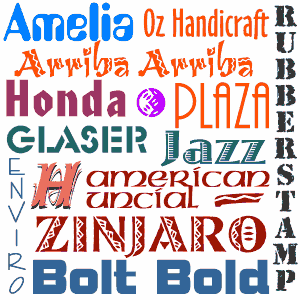 Amelia Oz Handicraft
Arriba Arriba
Honda PLAZA
GLASER Jazz
H american
uncial
ZINJARO
Bolt Bold
ENVIRO
RUBBERSTAMP